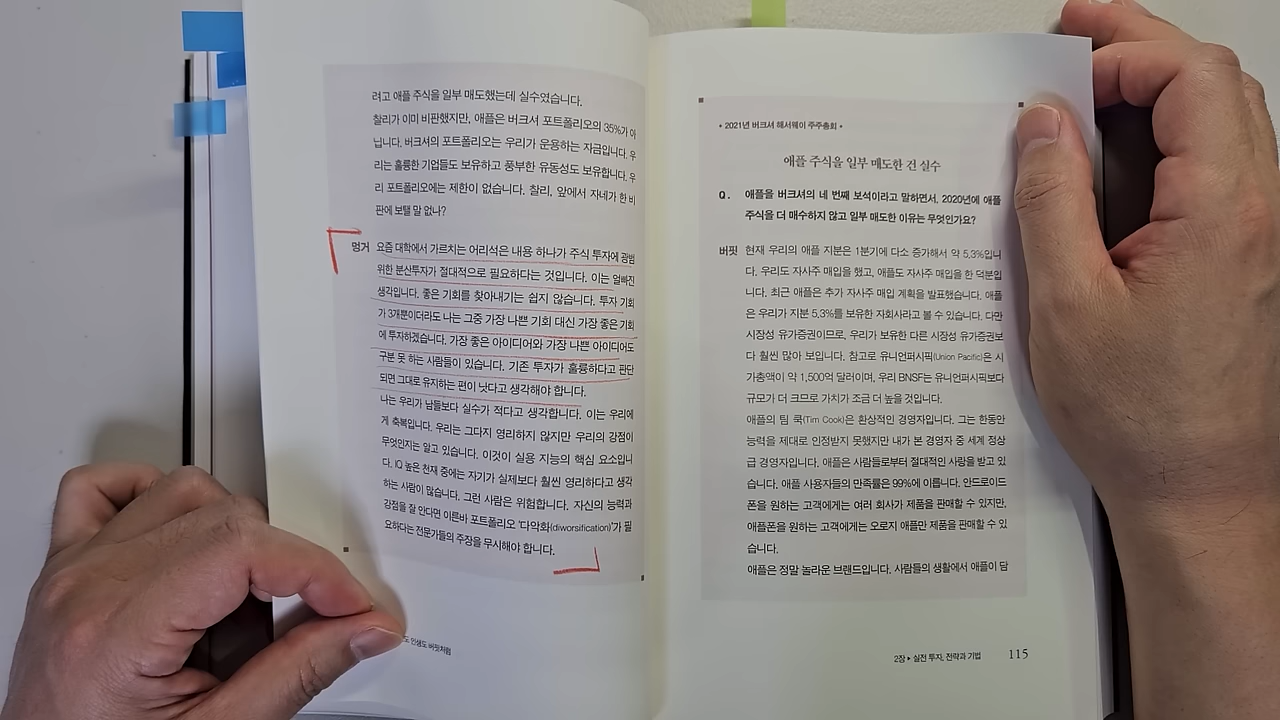 려고 애플 주식을 일부 매도했는데 실수였습니다.
찰리가 이미 비판했지만, 애플은 버크셔 포트폴리오의 35%가 아
닙니다. 버크셔의 포트폴리오는 우리가 운용하는 자금입니다. 우
리는 훌륭한 기업들도 보유하고 풍부한 유동성도 보유합니다. 우
리 포트폴리오에는 제한이 없습니다. 찰리, 앞에서 자네가 한 비
판에 보탤 말 없나?
멍거 요즘 대학에서 가르치는 어리석은 내용 하나가 주식 투자에 광범
위한 분산투자가 절대적으로 필요하다는 것입니다. 이는 얼빠진
생각입니다. 좋은 기회를 찾아내기는 쉽지 않습니다. 투자 기회
가 3개뿐이더라도 나는 그중 가장 나쁜 기회 대신 가장 좋은 기회
에 투자하겠습니다. 가장 좋은 아이디어와 가장 나쁜 아이디어도
구분 못 하는 사람들이 있습니다. 기존 투자가 훌륭하다고 판단
되면 그대로 유지하는 편이 낫다고 생각해야 합니다.
나는 우리가 남들보다 실수가 적다고 생각합니다. 이는 우리에
게 축복입니다. 우리는 그다지 영리하지 않지만 우리의 강점이
무엇인지는 알고 있습니다. 이것이 실용 지능의 핵심 요소입니
다. IQ 높은 천재 중에는 자기가 실제보다 훨씬 영리하다고 생각
하는 사람이 많습니다. 그런 사람은 위험합니다. 자신의 능력과
강점을 잘 안다면 이른바 포트폴리오 '다악화(diworsification)'가 필
요하다는 전문가들의 주장을 무시해야 합니다.
도 인생도 버핏처럼
• 2021년 버크셔 해서웨이 주주총회 •
애플 주식을 일부 매도한 건 실수
Q. 애플을 버크셔의 네 번째 보석이라고 말하면서, 2020년에 애플
주식을 더 매수하지 않고 일부 매도한 이유는 무엇인가요?
버핏 현재 우리의 애플 지분은 1분기에 다소 증가해서 약 5.3%입니
다. 우리도 자사주 매입을 했고, 애플도 자사주 매입을 한 덕분입
니다. 최근 애플은 추가 자사주 매입 계획을 발표했습니다. 애플
은 우리가 지분 5.3%를 보유한 자회사라고 볼 수 있습니다. 다만
시장성 유가증권이므로, 우리가 보유한 다른 시장성 유가증권보
다 훨씬 많아 보입니다. 참고로 유니언퍼시픽(Union Pacific)은 시
가총액이 약 1,500억 달러이며, 우리 BNSF는 유니언퍼시픽보다
규모가 더 크므로 가치가 조금 더 높을 것입니다.
애플의 팀 쿡(Tim Cook)은 환상적인 경영자입니다. 그는 한동안
능력을 제대로 인정받지 못했지만 내가 본 경영자 중 세계 정상
급 경영자입니다. 애플은 사람들로부터 절대적인 사랑을 받고 있
습니다. 애플 사용자들의 만족률은 99%에 이릅니다. 안드로이드
폰을 원하는 고객에게는 여러 회사가 제품을 판매할 수 있지만,
애플폰을 원하는 고객에게는 오로지 애플만 제품을 판매할 수 있
습니다.
애플은 정말 놀라운 브랜드입니다. 사람들의 생활에서 애플이 담
2장 ▸ 실전 투자, 전략과 기법 115